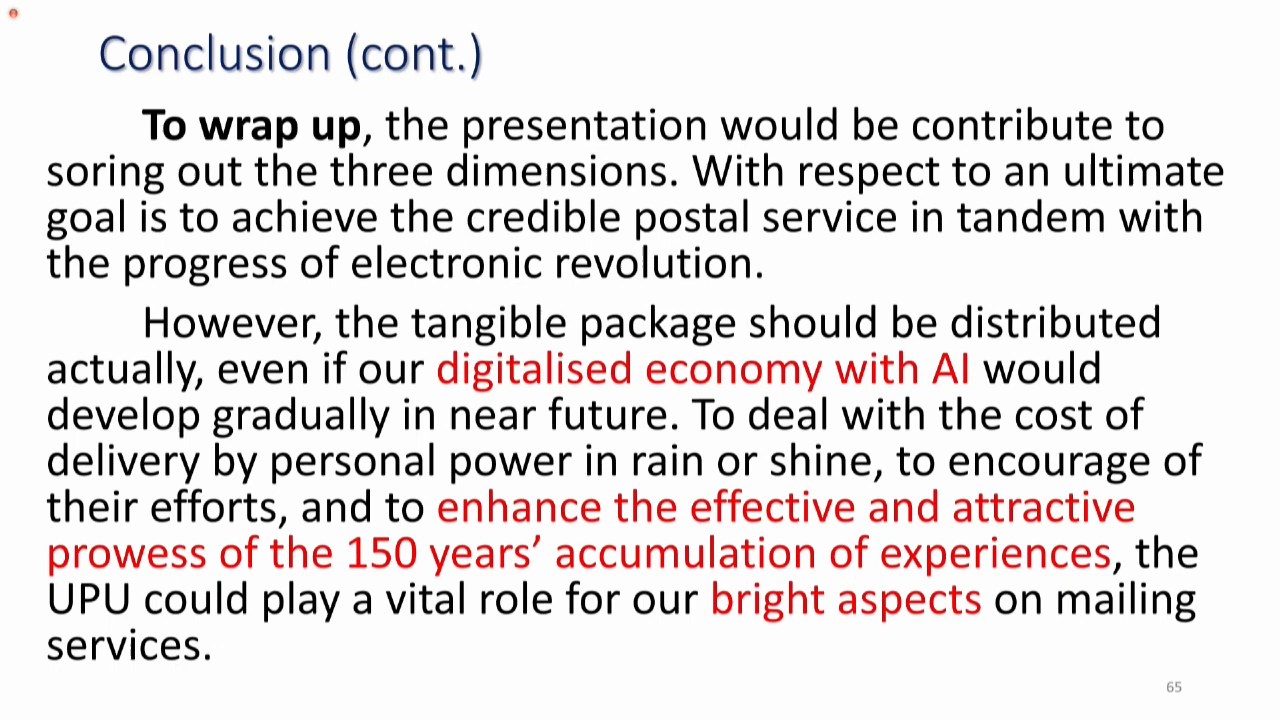 Conclusion (cont.)
To wrap up, the presentation would be contribute to
soring out the three dimensions. With respect to an ultimate
goal is to achieve the credible postal service in tandem with
the progress of electronic revolution.
However, the tangible package should be distributed
actually, even if our digitalised economy with AI would
develop gradually in near future. To deal with the cost of
delivery by personal power in rain or shine, to encourage of
their efforts, and to enhance the effective and attractive
prowess of the 150 years’ accumulation of experiences, the
UPU could play a vital role for our bright aspects on mailing
services.
65